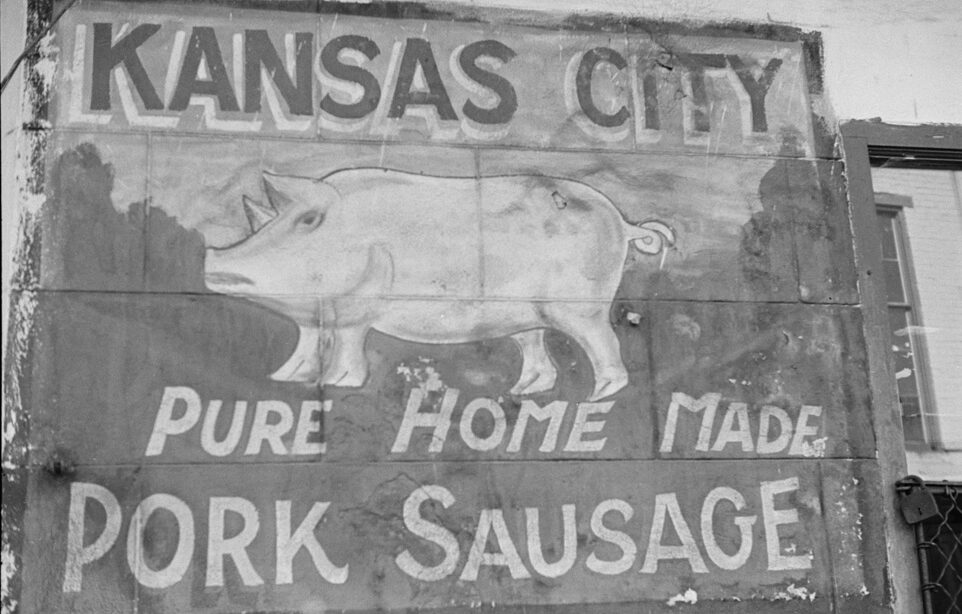 KANSAS CITY
PURE HOME MADE
PORK SAUSAGE